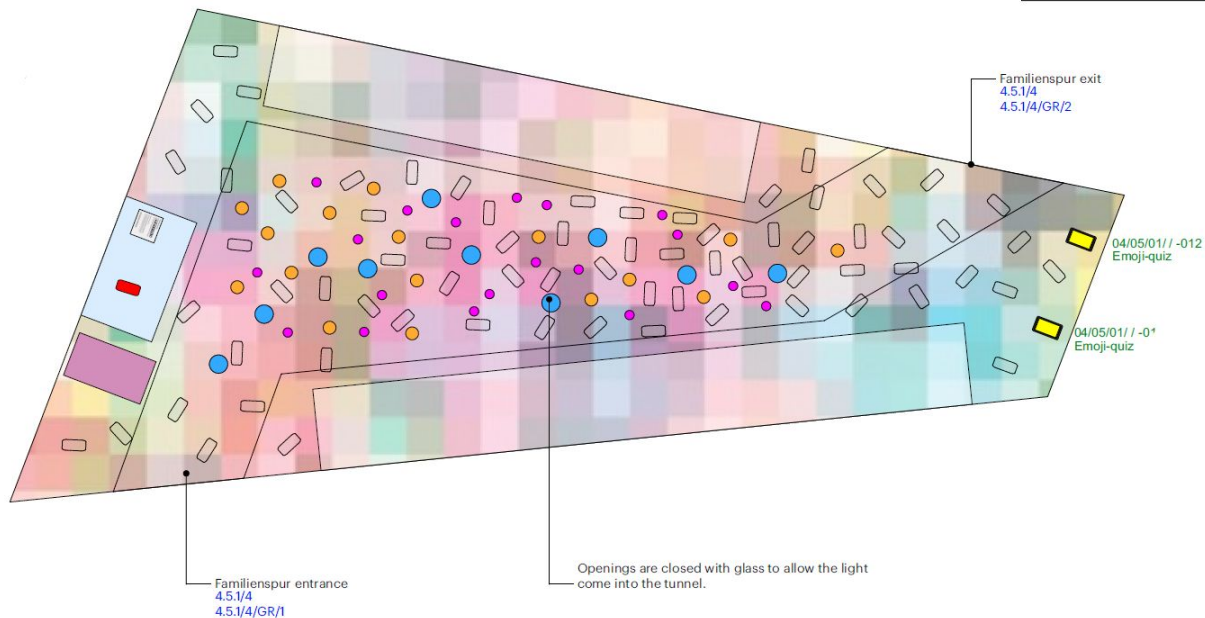 Familienspur exit
4.5.1/4
4.5.1/4/GR/2
04/05/01/ / -012
Emoji-quiz
04/05/01/ / -0
Emoji-quiz
Openings are closed with glass to allow the light
come into the tunnel.
Familienspur entrance
4.5.1/4
4.5.1/4/GR/1